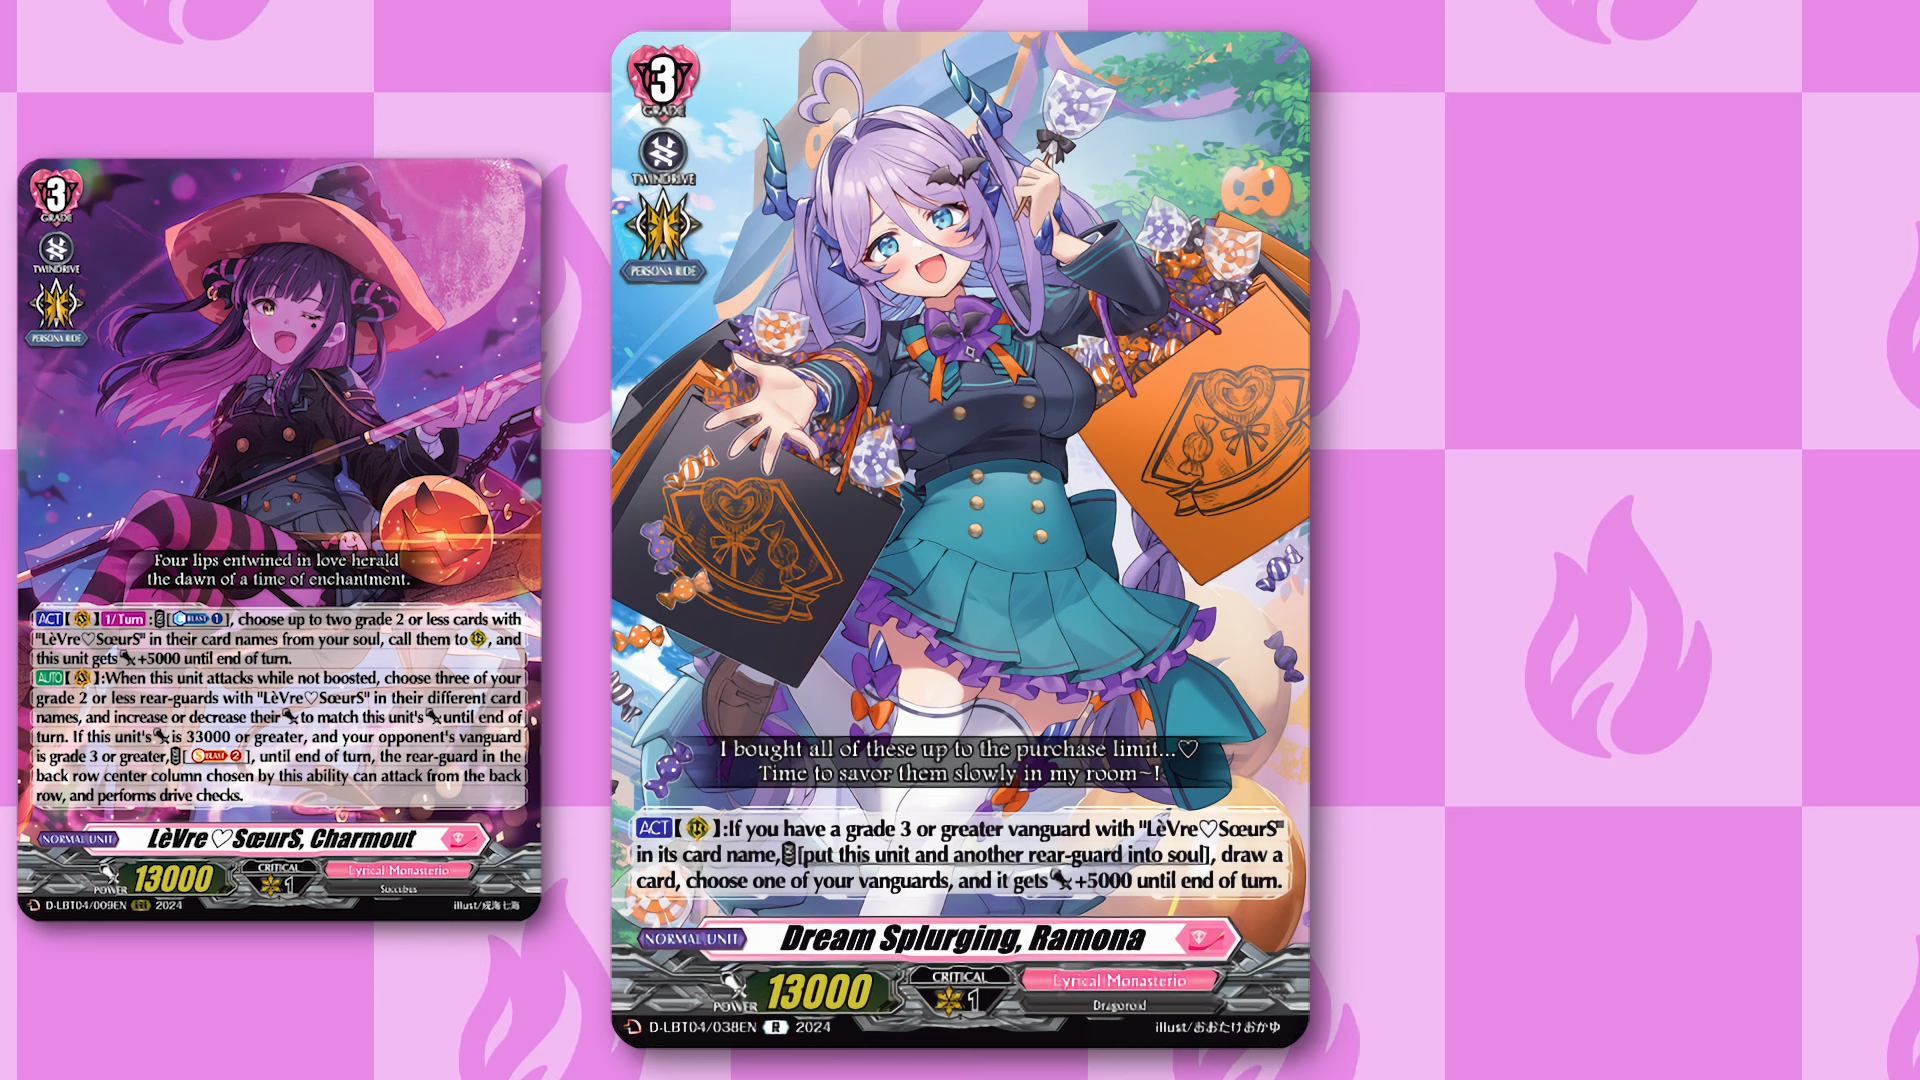 3
GRADE
TWINDRIVE
PERSONA RIDE
Four lips entwined in love herald
the dawn of a time of enchantment.
ACT【】1/Turn:[BLAST 1], choose up to two grade 2 or less cards with
"LèVre♡SœurS" in their card names from your soul, call them to , and
this unit gets +5000 until end of turn.
AUTO【】:When this unit attacks while not boosted, choose three of your
grade 2 or less rear-guards with "LèVre♡SœurS" in their different card
names, and increase or decrease their to match this unit's until end of
turn. If this unit's is 33000 or greater, and your opponent's vanguard
is grade 3 or greater,[BLAST 2], until end of turn, the rear-guard in the
back row center column chosen by this ability can attack from the back
row, and performs drive checks.
NORMAL UNIT LèVre♡SœurS, Charmout
POWER 13000 CRITICAL 1 Lyrical Monasterio
Succubus
D-LBT04/009EN RRR 2024 illust/成海七海
3
GRADE
TWINDRIVE
PERSONA RIDE
I bought all of these up to the purchase limit...♡
Time to savor them slowly in my room~!
ACT【】:If you have a grade 3 or greater vanguard with "LèVre♡SœurS"
in its card name,[put this unit and another rear-guard into soul], draw a
card, choose one of your vanguards, and it gets +5000 until end of turn.
NORMAL UNIT Dream Splurging, Ramona
POWER 13000 CRITICAL 1 Lyrical Monasterio
Dragoroid
D-LBT04/038EN R 2024 illust/おおたけおかゆ